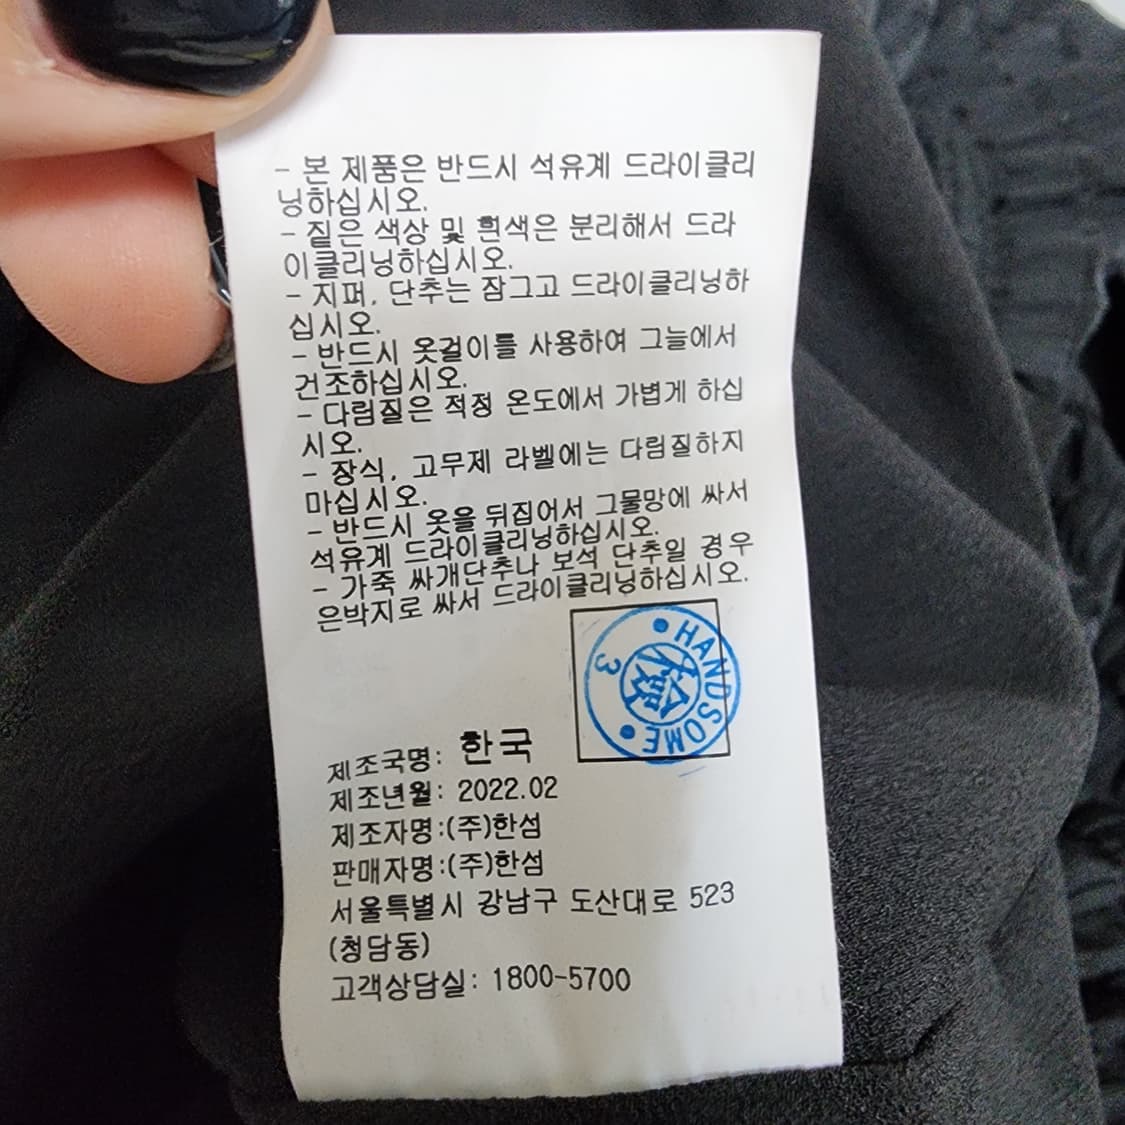 - 본 제품은 반드시 석유계 드라이클리
닝하십시오.
- 짙은 색상 및 흰색은 분리해서 드라
이클리닝하십시오.
- 지퍼, 단추는 잠그고 드라이클리닝하
십시오.
- 반드시 옷걸이를 사용하여 그늘에서
건조하십시오.
- 다림질은 적정 온도에서 가볍게 하십
시오.
- 장식, 고무제 라벨에는 다림질하지
마십시오.
- 반드시 옷을 뒤집어서 그물망에 싸서
석유계 드라이클리닝하십시오.
- 가죽 싸개단추나 보석 단추일 경우
은박지로 싸서 드라이클리닝하십시오.
HANDSOME
3
제조국명: 한국
제조년월: 2022.02
제조자명:(주)한섬
판매자명:(주)한섬
서울특별시 강남구 도산대로 523
(청담동)
고객상담실: 1800-5700